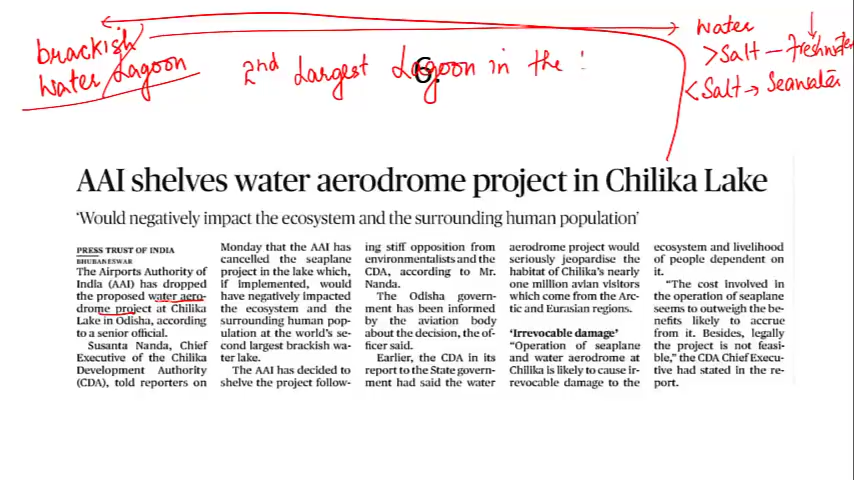 brackish
water Lagoon
2nd Largest Lagoon in the :
6.
water
>Salt - freshwater
<Salt → Seawater
AAI shelves water aerodrome project in Chilika Lake
‘Would negatively impact the ecosystem and the surrounding human population’
PRESS TRUST OF INDIA
BHUBANESWAR
The Airports Authority of
India (AAI) has dropped
the proposed water aero-
drome project at Chilika
Lake in Odisha, according
to a senior official.
Susanta Nanda, Chief
Executive of the Chilika
Development Authority
(CDA), told reporters on
Monday that the AAI has
cancelled the seaplane
project in the lake which,
if implemented, would
have negatively impacted
the ecosystem and the
surrounding human pop-
ulation at the world’s se-
cond largest brackish wa-
ter lake.
The AAI has decided to
shelve the project follow-
ing stiff opposition from
environmentalists and the
CDA, according to Mr.
Nanda.
The Odisha govern-
ment has been informed
by the aviation body
about the decision, the of-
ficer said.
Earlier, the CDA in its
report to the State govern-
ment had said the water
aerodrome project would
seriously jeopardise the
habitat of Chilika’s nearly
one million avian visitors
which come from the Arc-
tic and Eurasian regions.
‘Irrevocable damage’
“Operation of seaplane
and water aerodrome at
Chilika is likely to cause ir-
revocable damage to the
ecosystem and livelihood
of people dependent on
it.
“The cost involved in
the operation of seaplane
seems to outweigh the be-
nefits likely to accrue
from it. Besides, legally
the project is not feasi-
ble,” the CDA Chief Execu-
tive had stated in the re-
port.